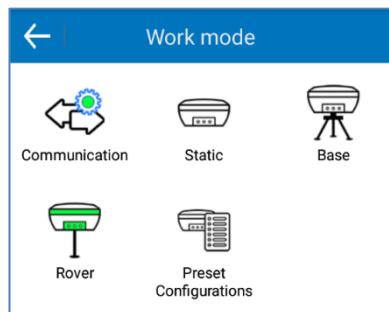 Work mode
Communication
Static
Base
Rover
Preset
Configurations